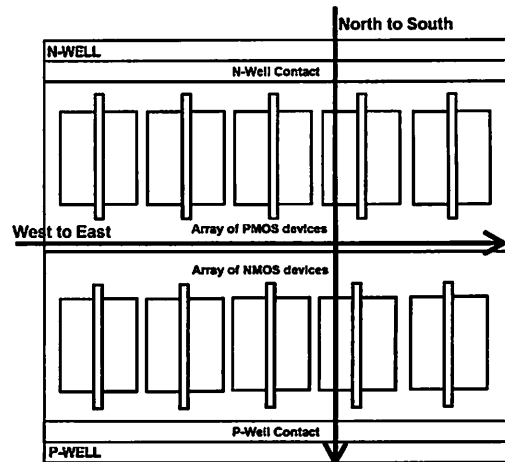 North to South
N-WELL
N-Well Contact
West to East
Array of PMOS devices
Array of NMOS devices
P-Well Contact
P-WELL